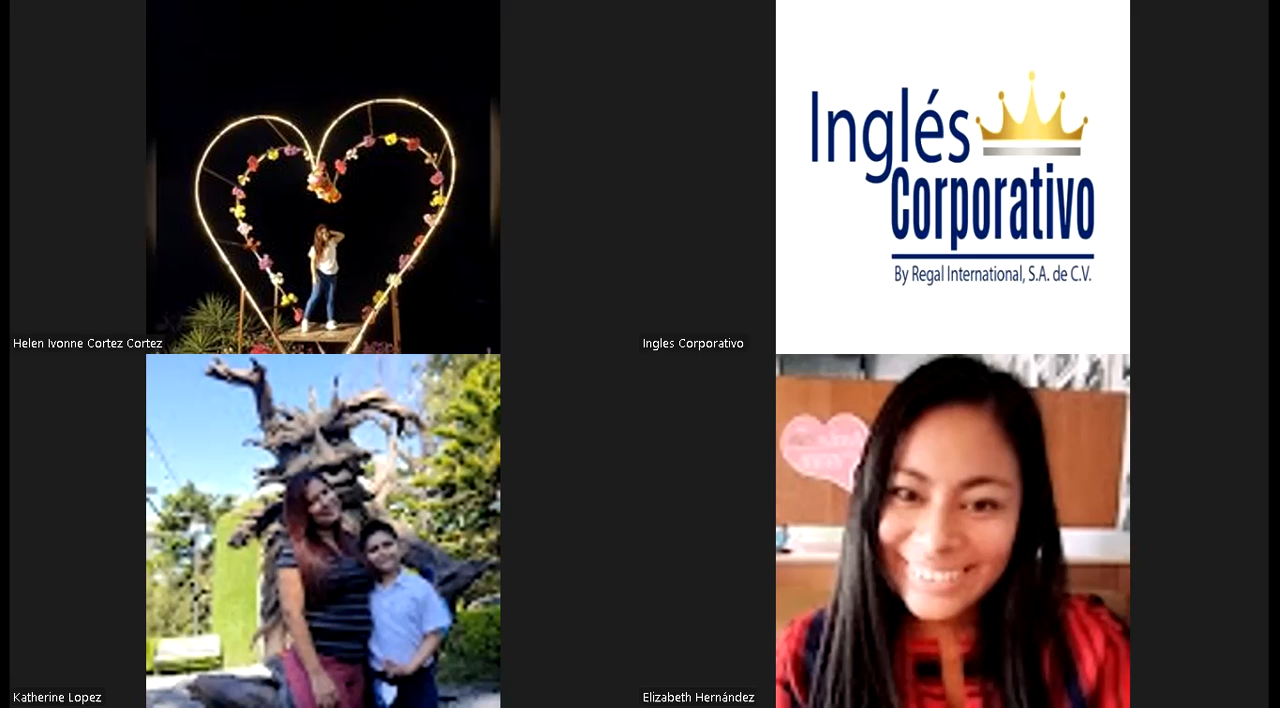 Inglés
Corporativo
By Regal International, S.A. de C.V.
Helen Ivonne Cortez Cortez
Ingles Corporativo
Katherine Lopez
Elizabeth Hernández